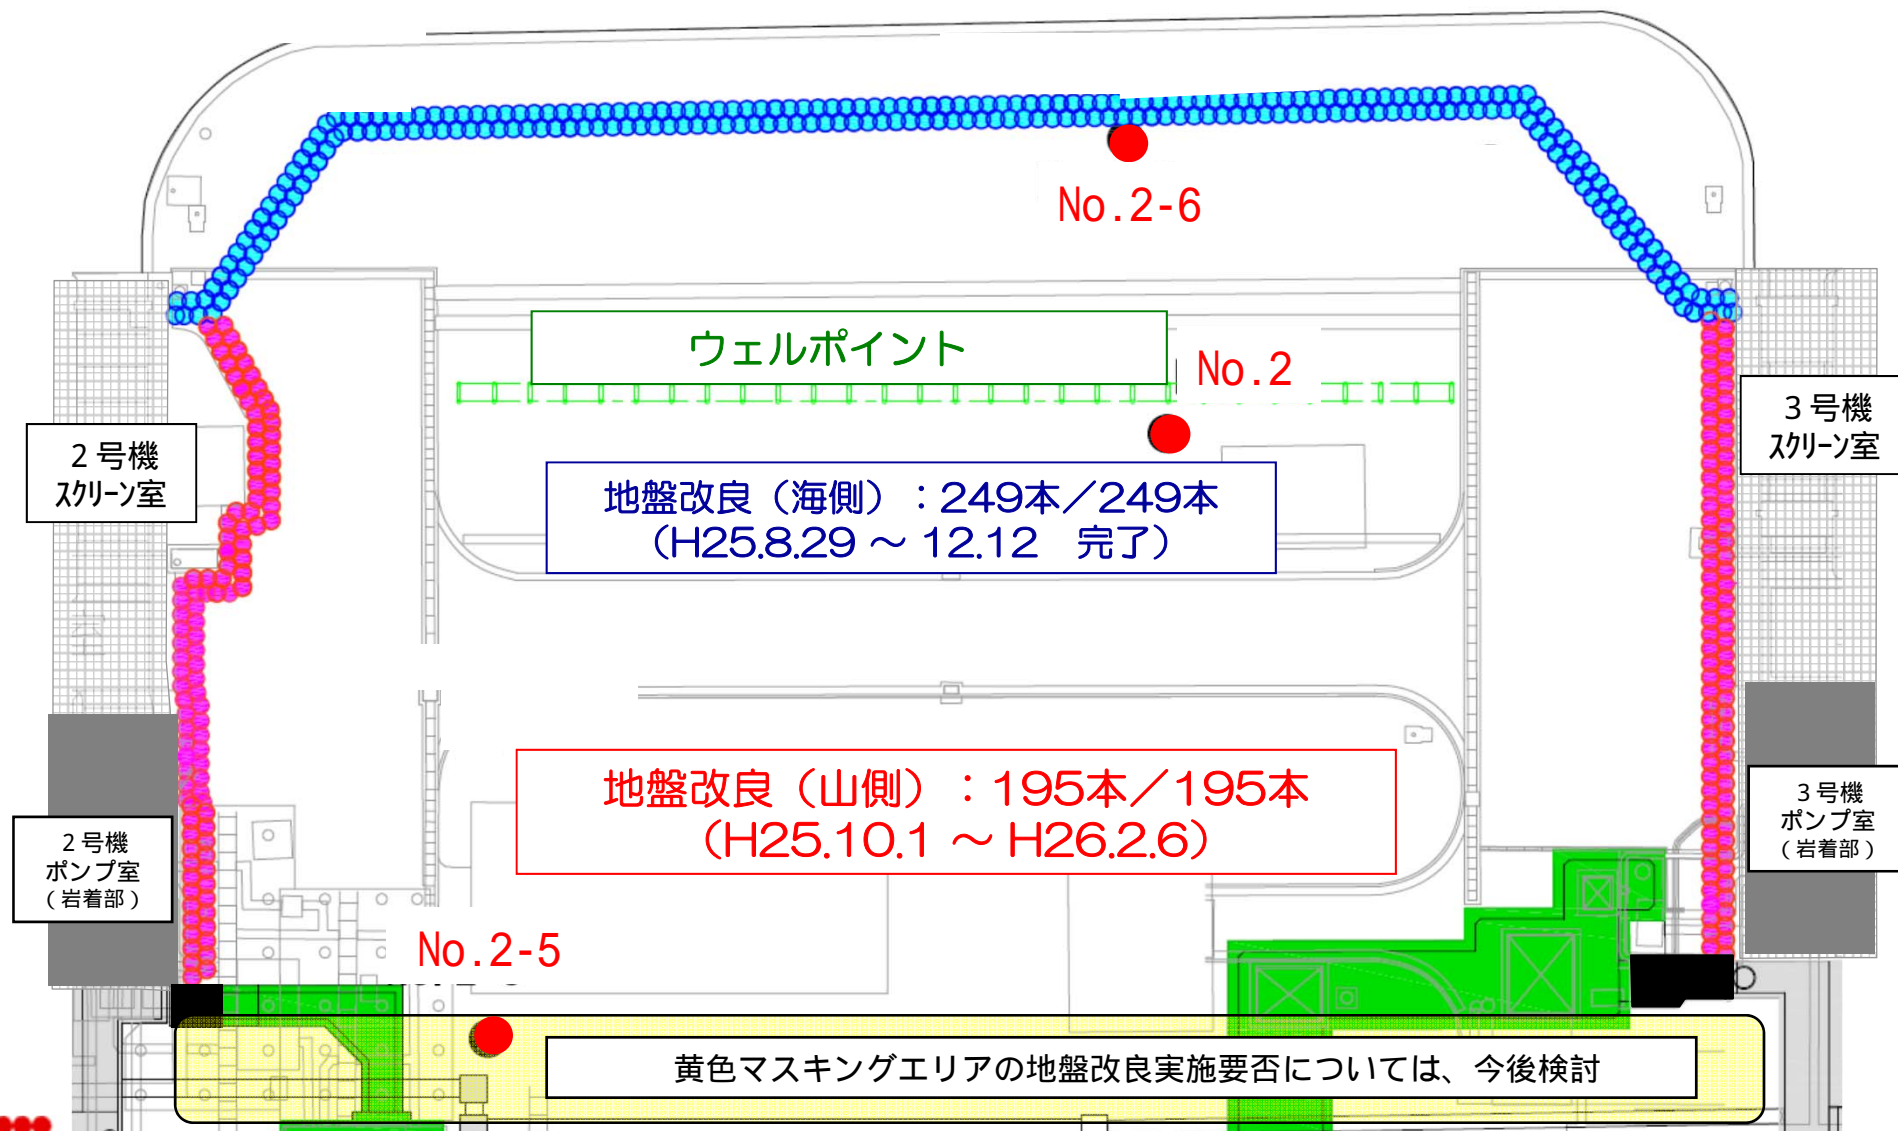 No.2-6
ウェルポイント
No.2
2号機
スクリーン室
3号機
スクリーン室
地盤改良（海側）：249本／249本
（H25.8.29 ～ 12.12　完了）
地盤改良（山側）：195本／195本
（H25.10.1 ～ H26.2.6）
2号機
ポンプ室
（岩着部）
3号機
ポンプ室
（岩着部）
No.2-5
黄色マスキングエリアの地盤改良実施要否については、今後検討